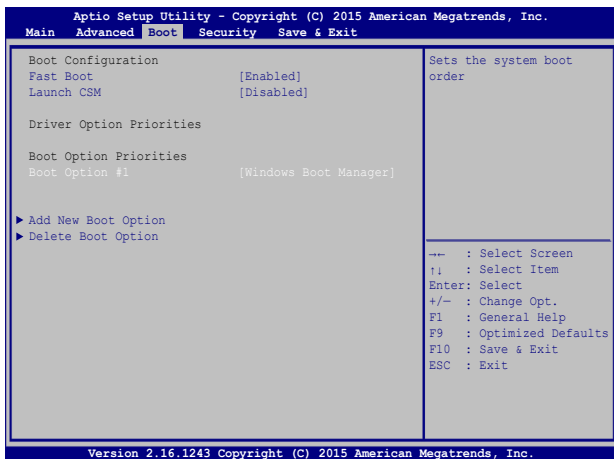 Aptio Setup Utility - Copyright (C) 2015 American Megatrends, Inc.
Main Advanced Boot Security Save & Exit
Boot Configuration
Fast Boot [Enabled]
Launch CSM [Disabled]
Driver Option Priorities
Boot Option Priorities
Boot Option #1 [Windows Boot Manager]
▶ Add New Boot Option
▶ Delete Boot Option
Sets the system boot
order
→← : Select Screen
↑↓ : Select Item
Enter: Select
+/— : Change Opt.
F1 : General Help
F9 : Optimized Defaults
F10 : Save & Exit
ESC : Exit
Version 2.16.1243 Copyright (C) 2015 American Megatrends, Inc.